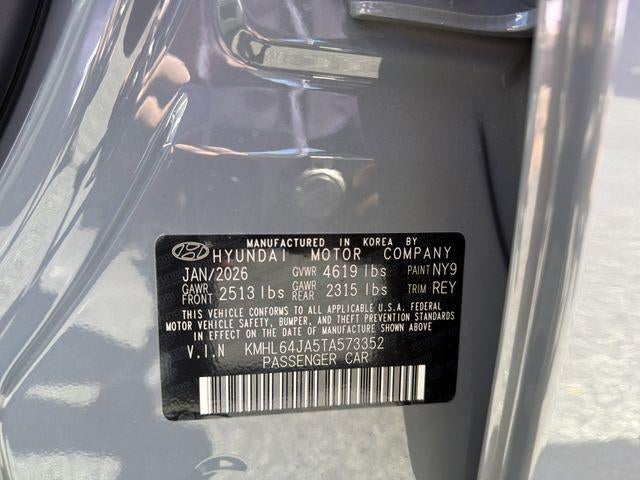 MANUFACTURED IN KOREA BY
HYUNDAI MOTOR COMPANY
JAN/2026 GVWR 4619 lbs PAINT NY9
GAWR FRONT 2513 lbs GAWR REAR 2315 lbs TRIM REY
THIS VEHICLE CONFORMS TO ALL APPLICABLE U.S.A. FEDERAL
MOTOR VEHICLE SAFETY, BUMPER, AND THEFT PREVENTION STANDARDS
IN EFFECT ON THE DATE OF MANUFACTURE SHOWN ABOVE
V.I.N KMHL64JA5TA573352
PASSENGER CAR